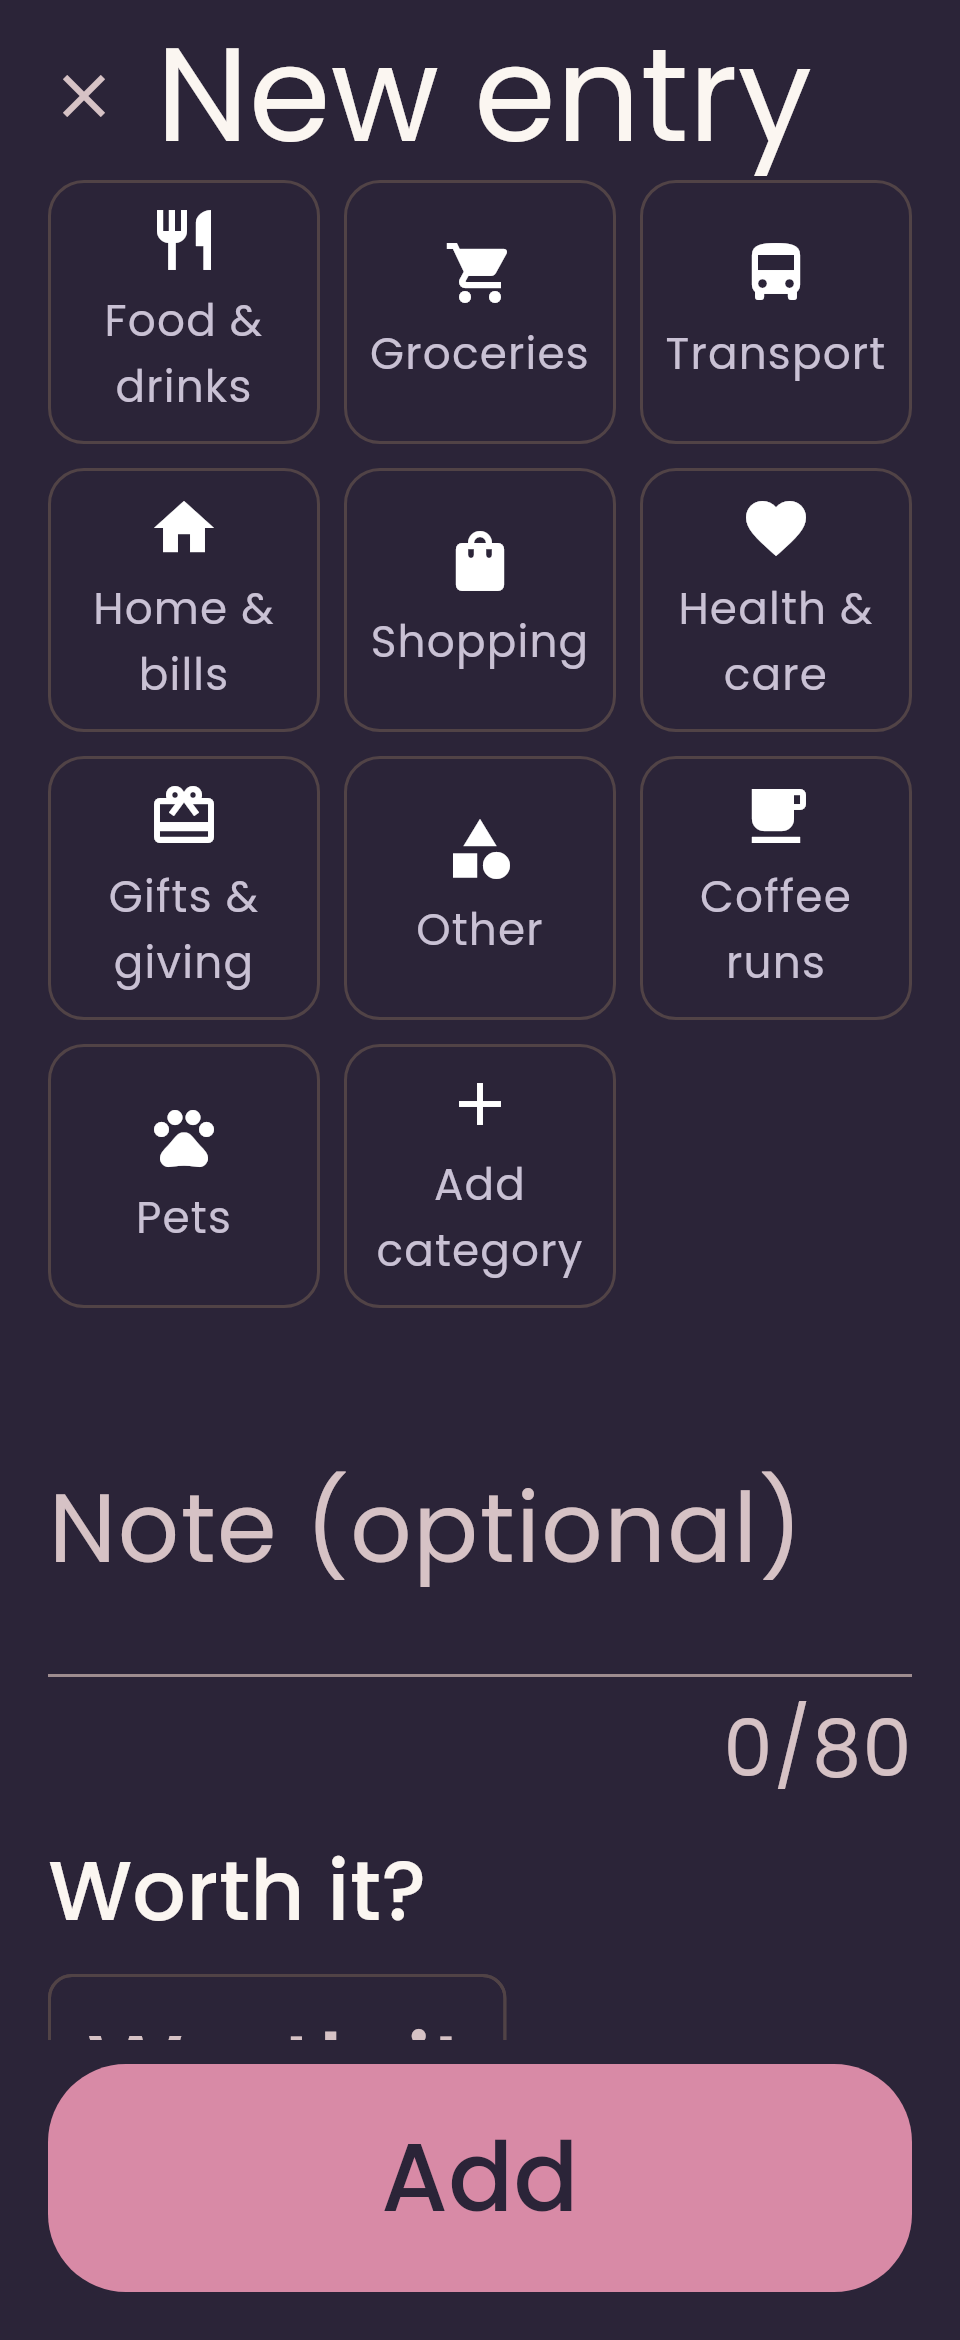 New entry
Food &
drinks
Groceries
Transport
Home &
bills
Shopping
Health &
care
Gifts &
giving
Other
Coffee
runs
Pets
Add
category
Note (optional)
0/80
Worth it?
Add